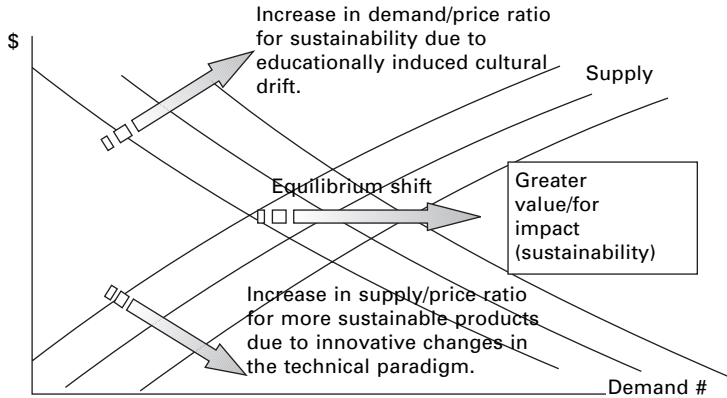 Increase in demand/price ratio
for sustainability due to
educationally induced cultural
drift.
$
Supply
Equilibrium shift
Greater
value/for
impact
(sustainability)
Increase in supply/price ratio
for more sustainable products
due to innovative changes in
the technical paradigm.
Demand #